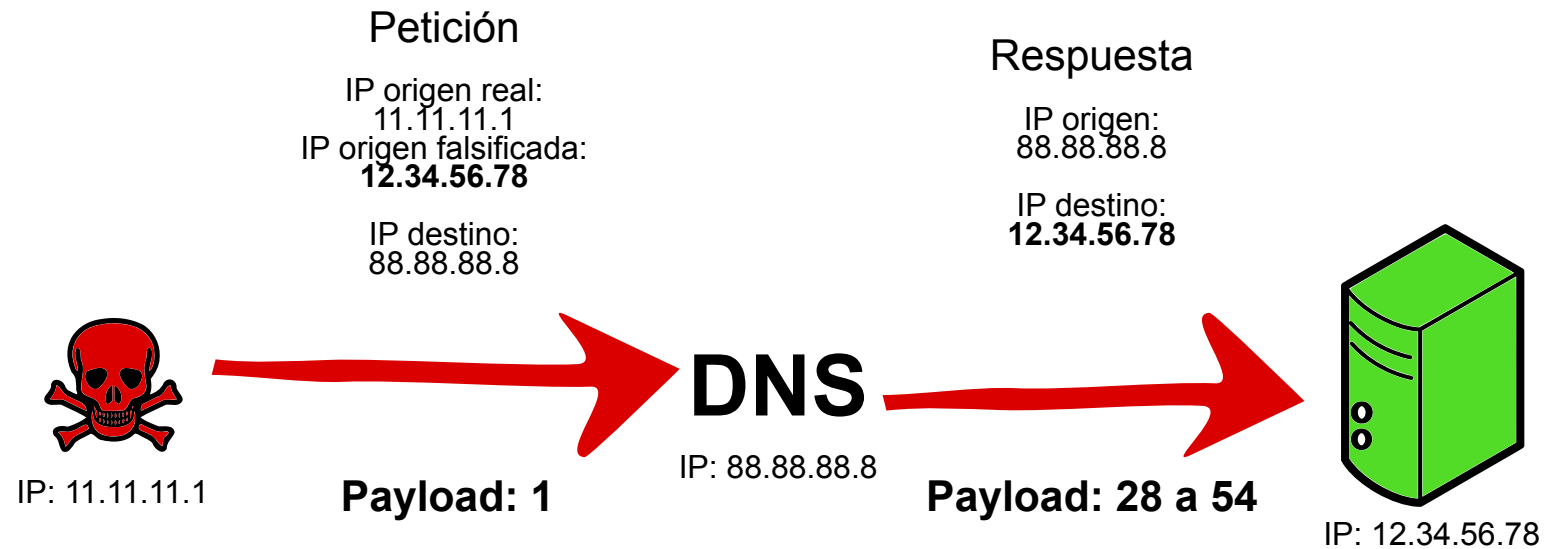 Petición
IP origen real:
11.11.11.1
IP origen falsificada:
12.34.56.78
IP destino:
88.88.88.8
Respuesta
IP origen:
88.88.88.8
IP destino:
12.34.56.78
DNS
IP: 88.88.88.8
IP: 11.11.11.1
Payload: 1
Payload: 28 a 54
IP: 12.34.56.78